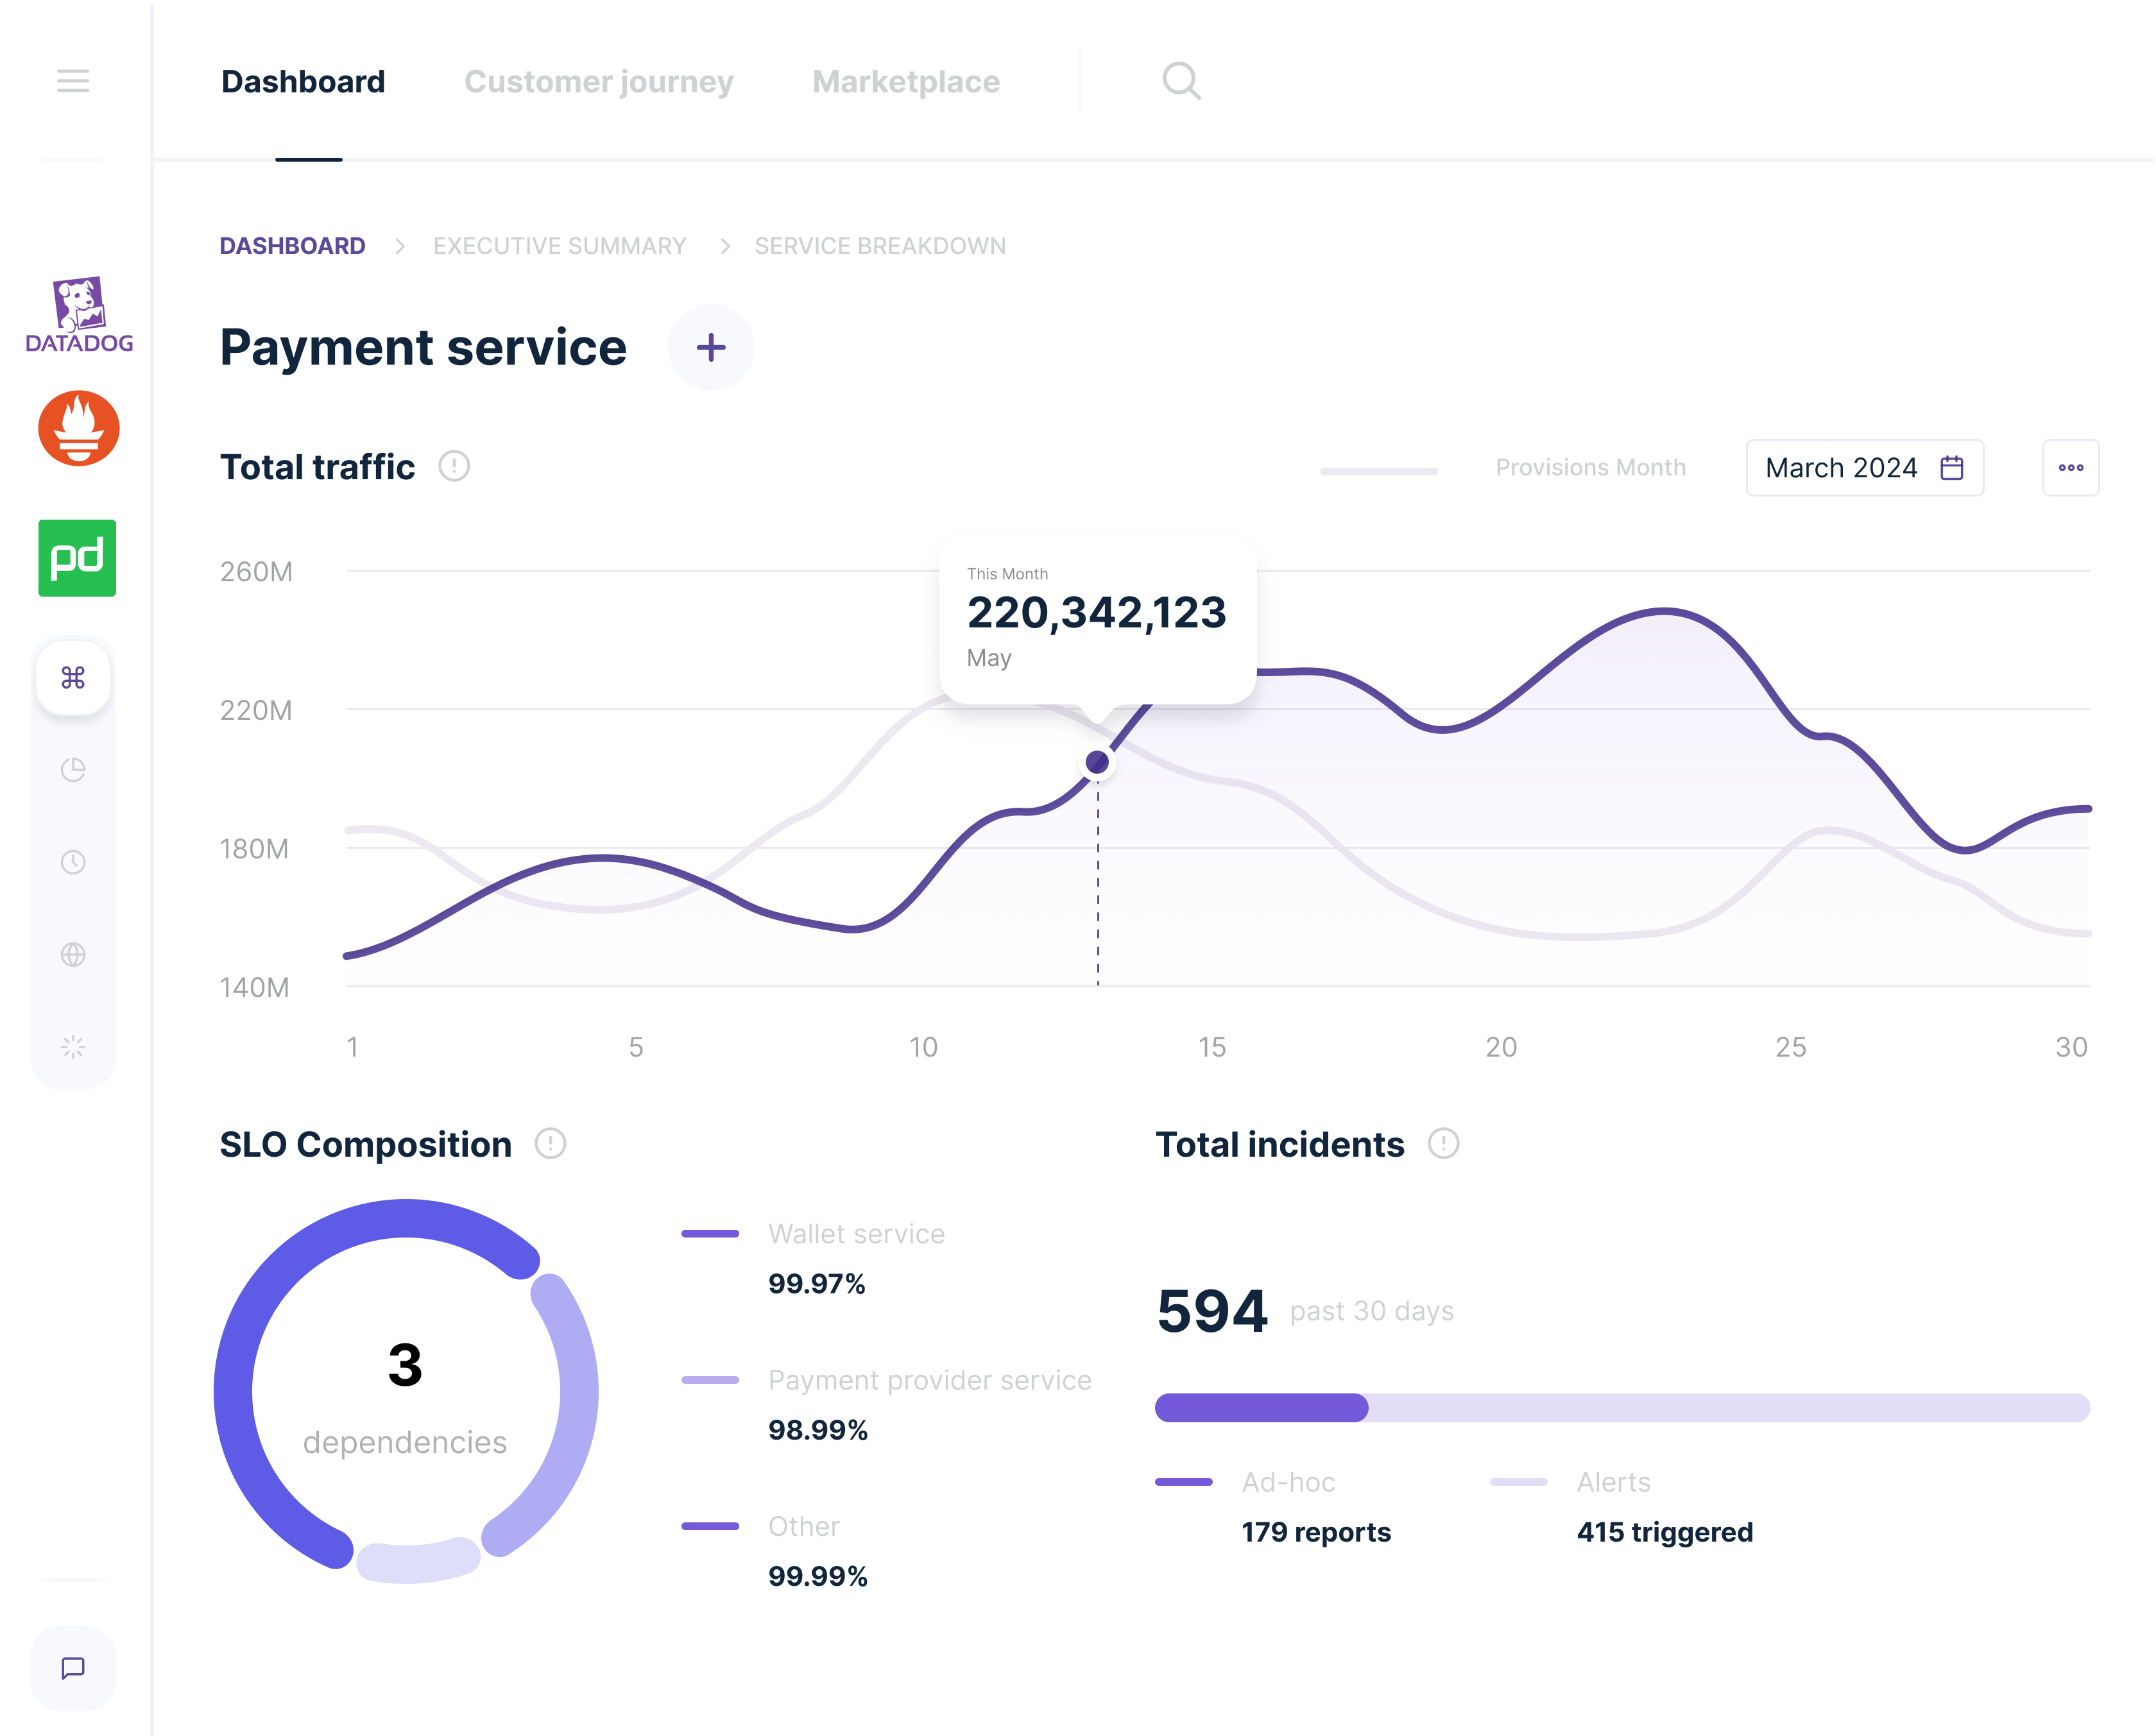 Dashboard Customer journey Marketplace
DASHBOARD EXECUTIVE SUMMARY SERVICE BREAKDOWN
DATADOG
Payment service
pd
Total traffic
Provisions Month
March 2024
260M
220M
180M
140M
This Month
220,342,123
May
1 5 10 15 20 25 30
SLO Composition
3
dependencies
Wallet service
99.97%
Payment provider service
98.99%
Other
99.99%
Total incidents
594 past 30 days
Ad-hoc
179 reports
Alerts
415 triggered